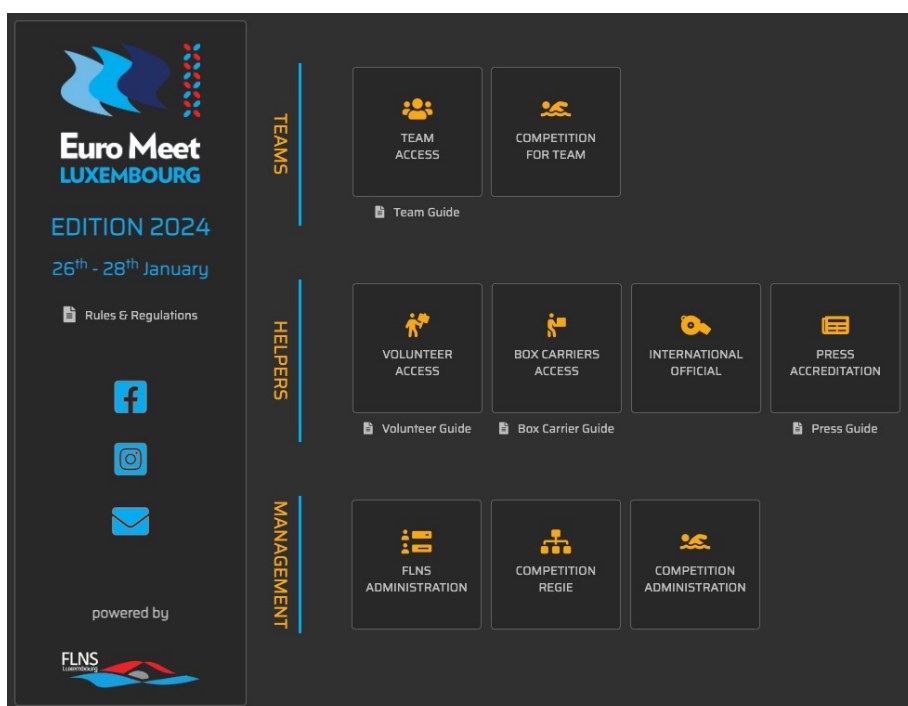 Euro Meet
LUXEMBOURG
EDITION 2024
26th - 28th January
Rules & Regulations
powered by
FLNS
Luxembourg
TEAMS
TEAM
ACCESS
COMPETITION
FOR TEAM
Team Guide
HELPERS
VOLUNTEER
ACCESS
BOX CARRIERS
ACCESS
INTERNATIONAL
OFFICIAL
PRESS
ACCREDITATION
Volunteer Guide
Box Carrier Guide
Press Guide
MANAGEMENT
FLNS
ADMINISTRATION
COMPETITION
REGIE
COMPETITION
ADMINISTRATION